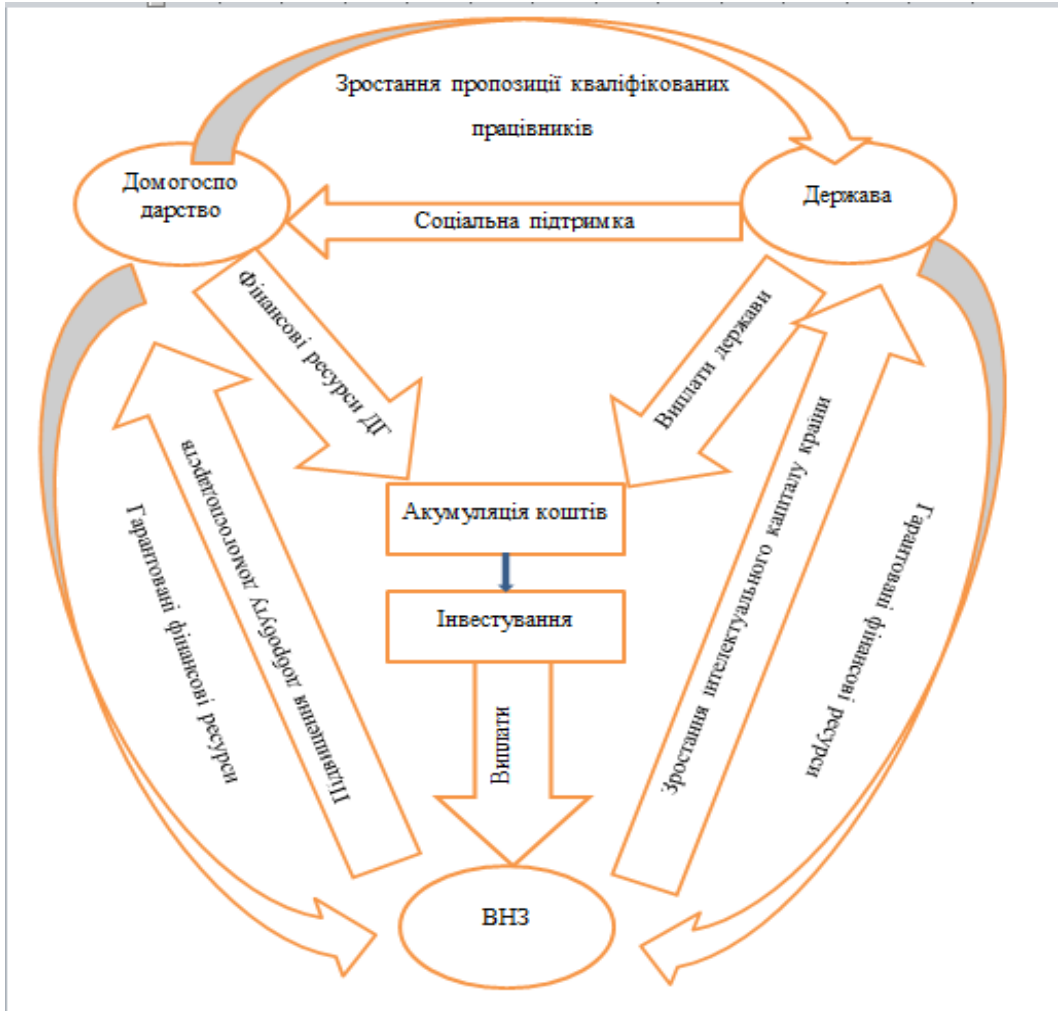 Зростання пропозиції кваліфікованих
працівників
Домогоспо
дарство
Держава
Соціальна підтримка
Фінансові ресурси ДГ
Виплати держави
Акумуляція коштів
Інвестування
Виплати
Гарантовані фінансові ресурси
Підвищення добробуту домогосподарств
Зростання інтелектуального капталу країни
Гарантовані фінансові ресурси
ВНЗ